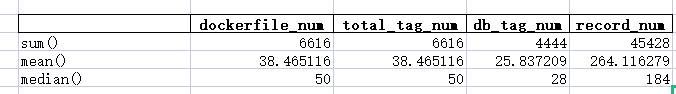 dockerfile_num total_tag_num db_tag_num record_num
sum() 6616 6616 4444 45428
mean() 38.465116 38.465116 25.837209 264.116279
median() 50 50 28 184